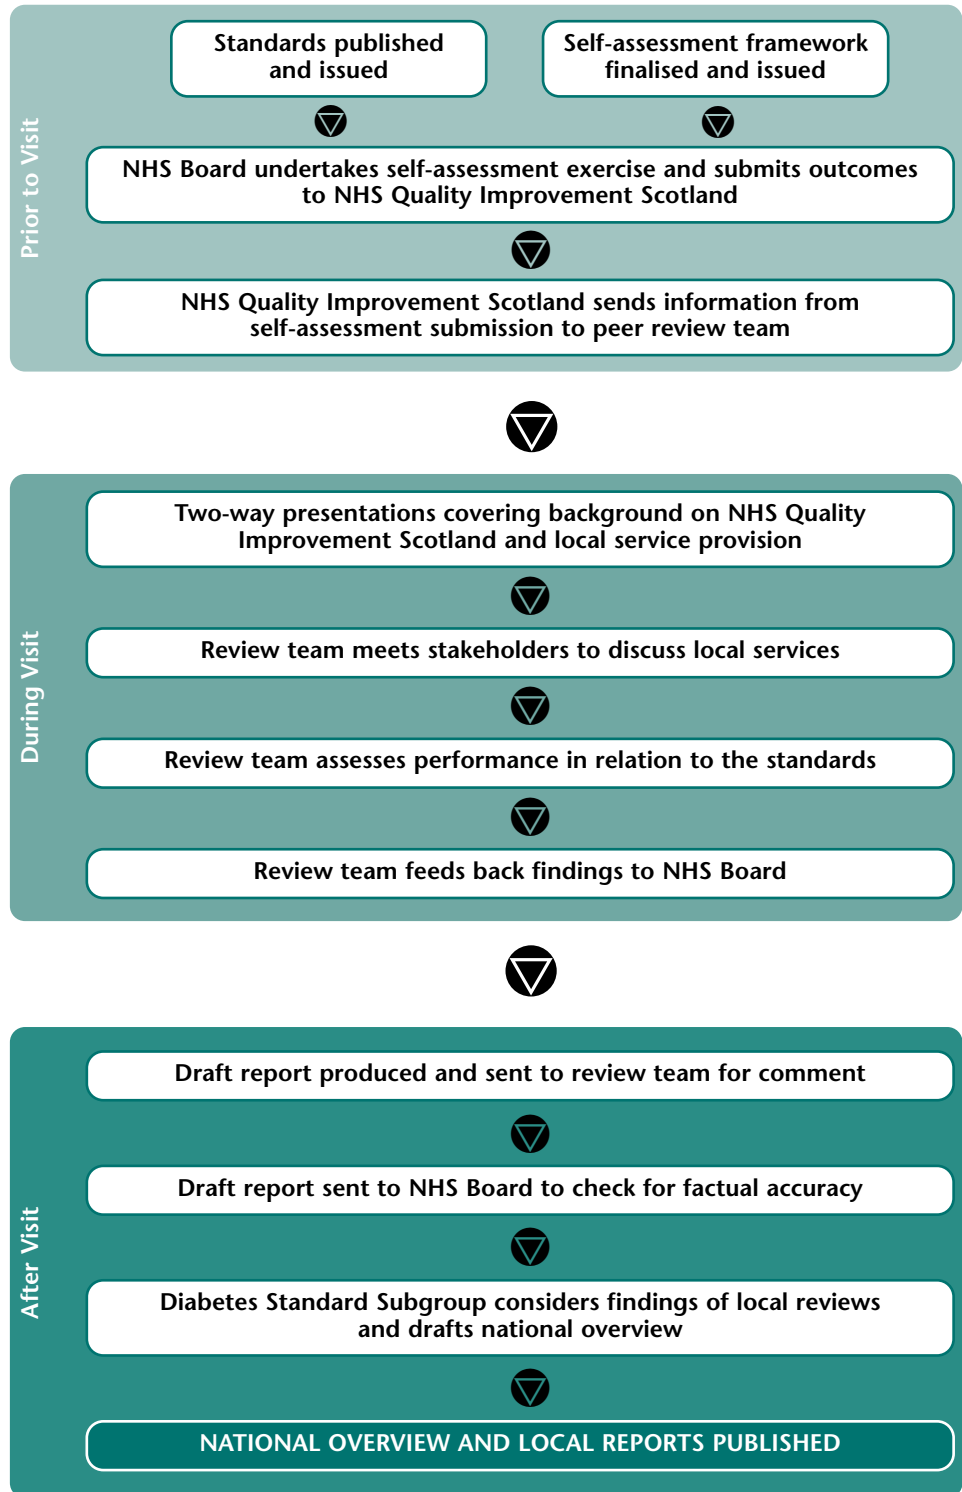 Prior to Visit
Standards published
and issued
Self-assessment framework
finalised and issued
NHS Board undertakes self-assessment exercise and submits outcomes
to NHS Quality Improvement Scotland
NHS Quality Improvement Scotland sends information from
self-assessment submission to peer review team
During Visit
Two-way presentations covering background on NHS Quality
Improvement Scotland and local service provision
Review team meets stakeholders to discuss local services
Review team assesses performance in relation to the standards
Review team feeds back findings to NHS Board
After Visit
Draft report produced and sent to review team for comment
Draft report sent to NHS Board to check for factual accuracy
Diabetes Standard Subgroup considers findings of local reviews
and drafts national overview
NATIONAL OVERVIEW AND LOCAL REPORTS PUBLISHED